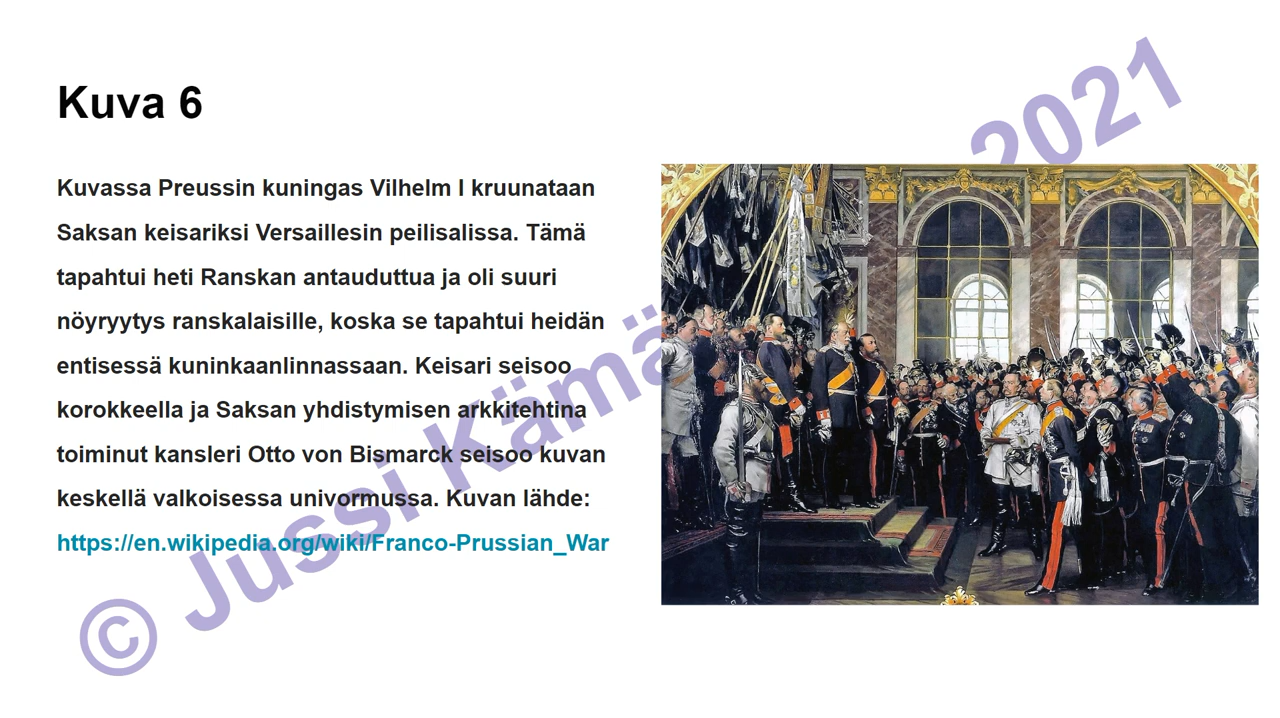 Kuva 6
Kuvassa Preussin kuningas Vilhelm I kruunataan
Saksan keisariksi Versaillesin peilisalissa. Tämä
tapahtui heti Ranskan antauduttua ja oli suuri
nöyryytys ranskalaisille, koska se tapahtui heidän
entisessä kuninkaanlinnassaan. Keisari seisoo
korokkeella ja Saksan yhdistymisen arkkitehtina
toiminut kansleri Otto von Bismarck seisoo kuvan
keskellä valkoisessa univormussa. Kuvan lähde:
https://en.wikipedia.org/wiki/Franco-Prussian_War
© Jussi Kämä 2021